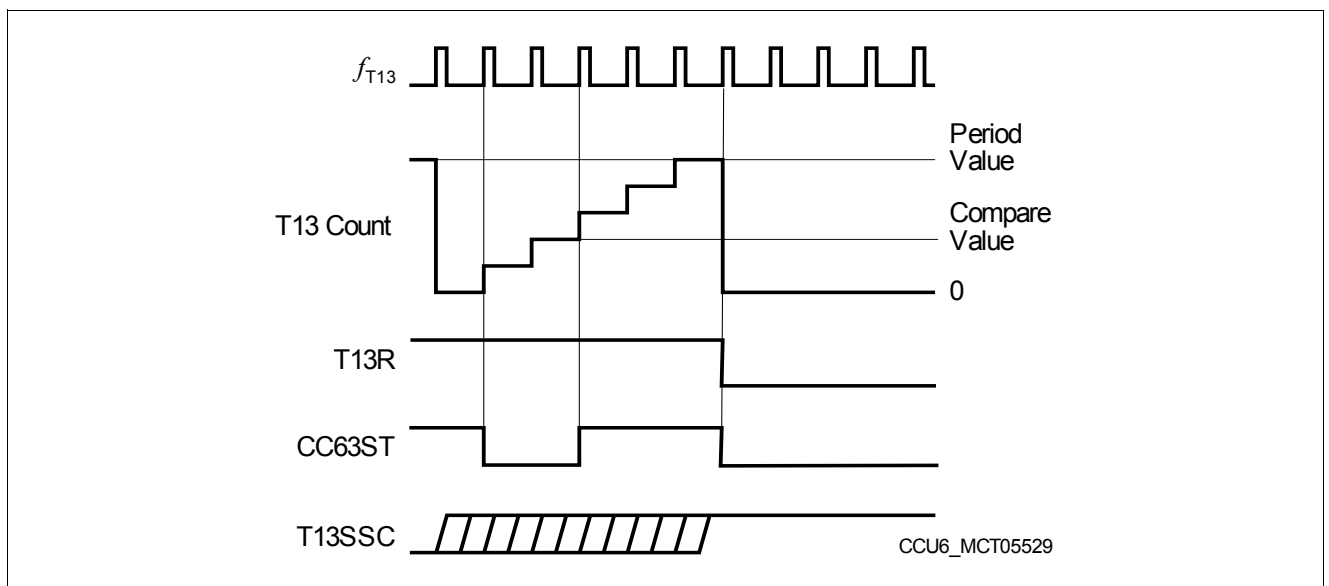 fT13
Period
Value
T13 Count
Compare
Value
0
T13R
CC63ST
T13SSC
CCU6_MCT05529